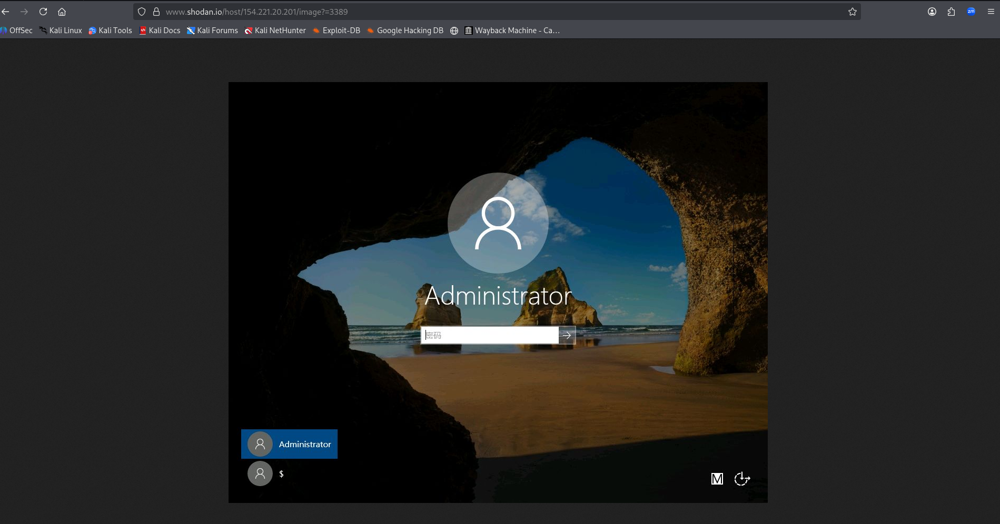 www.shodan.io/host/154.221.20.201/image?=3389
OffSec Kali Linux Kali Tools Kali Docs Kali Forums Kali NetHunter Exploit-DB Google Hacking DB Wayback Machine - Ca…
Administrator
密码
Administrator
$
M